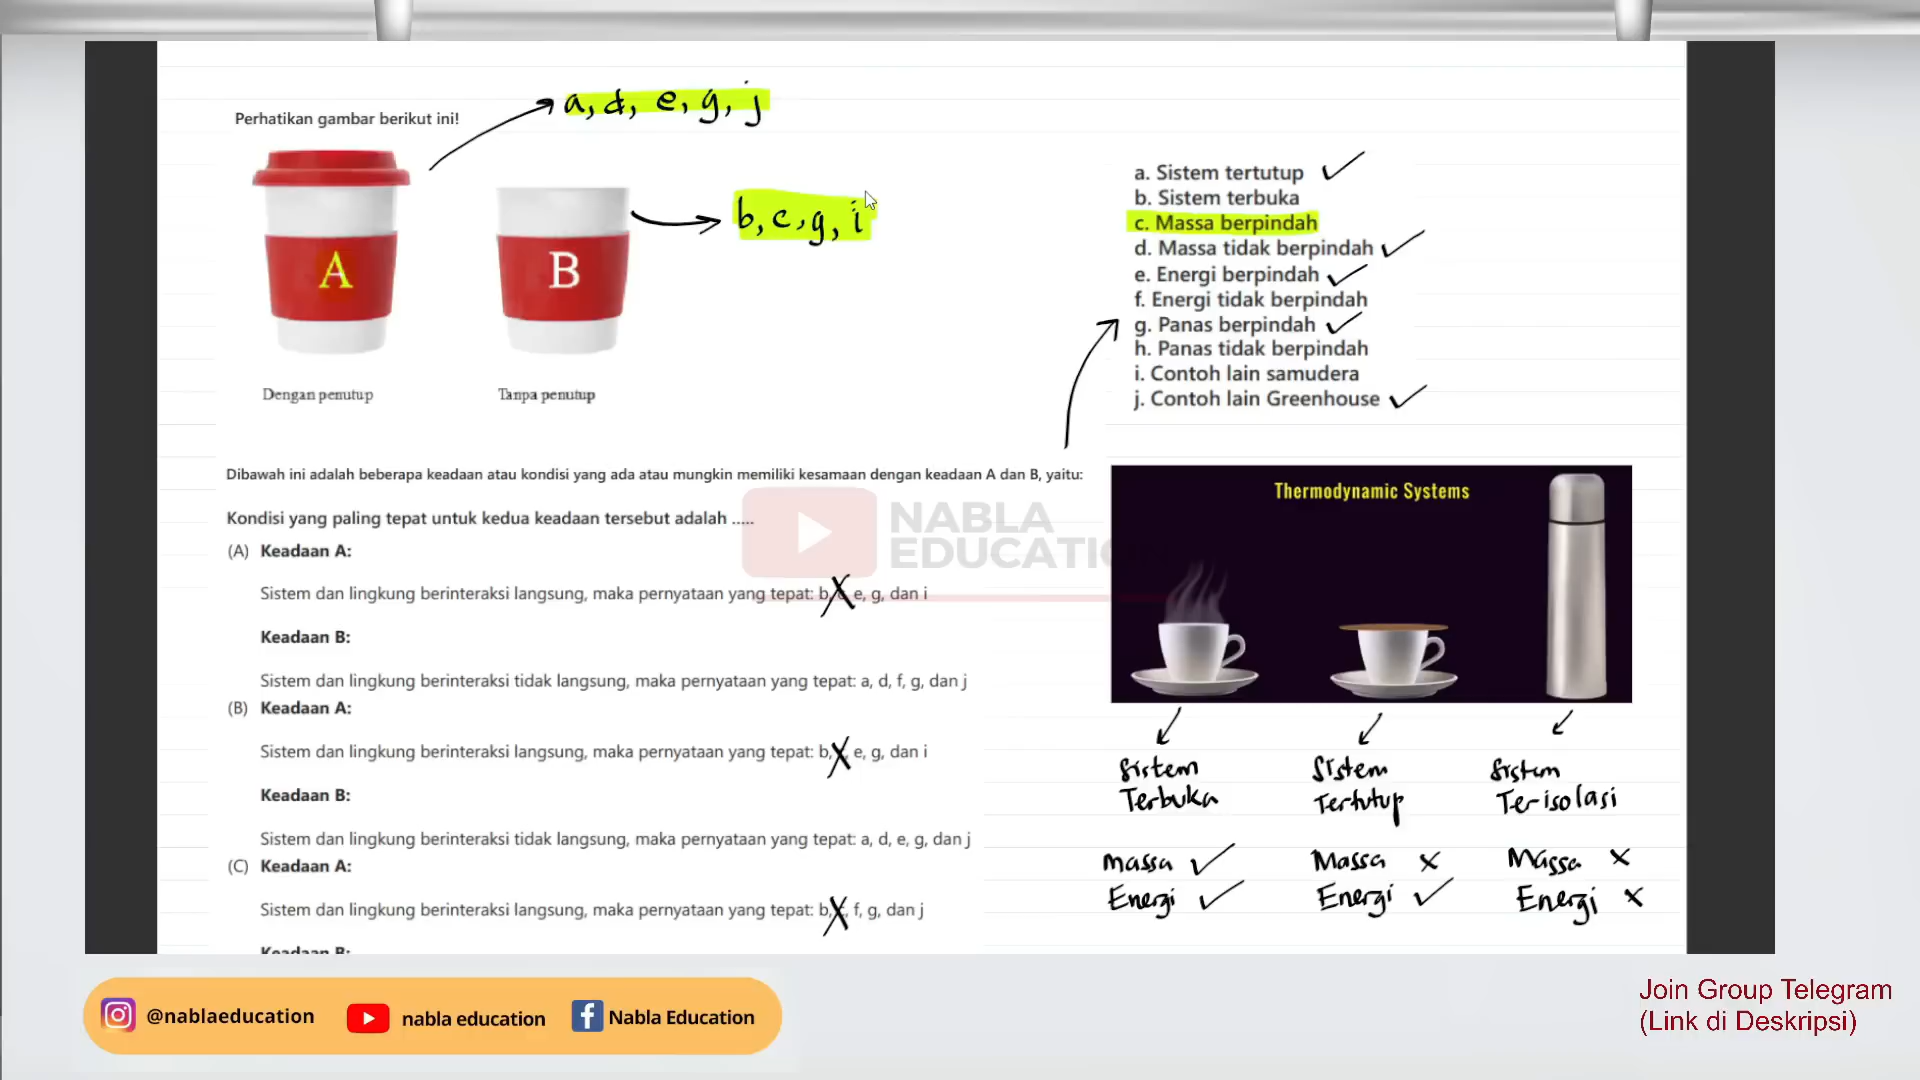 Perhatikan gambar berikut ini!
a, d, e, g, j
A
B
b, e, g, i
Dengan penutup
Tanpa penutup
a. Sistem tertutup
b. Sistem terbuka
c. Massa berpindah
d. Massa tidak berpindah
e. Energi berpindah
f. Energi tidak berpindah
g. Panas berpindah
h. Panas tidak berpindah
i. Contoh lain samudera
j. Contoh lain Greenhouse
Dibawah ini adalah beberapa keadaan atau kondisi yang ada atau mungkin memiliki kesamaan dengan keadaan A dan B, yaitu:
Kondisi yang paling tepat untuk kedua keadaan tersebut adalah .....
(A) Keadaan A:
Sistem dan lingkung berinteraksi langsung, maka pernyataan yang tepat: b, e, g, dan i
Keadaan B:
Sistem dan lingkung berinteraksi tidak langsung, maka pernyataan yang tepat: a, d, f, g, dan j
(B) Keadaan A:
Sistem dan lingkung berinteraksi langsung, maka pernyataan yang tepat: b, e, g, dan i
Keadaan B:
Sistem dan lingkung berinteraksi tidak langsung, maka pernyataan yang tepat: a, d, e, g, dan j
(C) Keadaan A:
Sistem dan lingkung berinteraksi langsung, maka pernyataan yang tepat: b, f, g, dan j
Keadaan B:
NABLA
EDUCATI
Thermodynamic Systems
Sistem Terbuka
Sistem Tertutup
Sistem Terisolasi
Massa ✓
Energi ✓
Massa ×
Energi ✓
Massa ×
Energi ×
@nablaeducation
nabla education
Nabla Education
Join Group Telegram
(Link di Deskripsi)